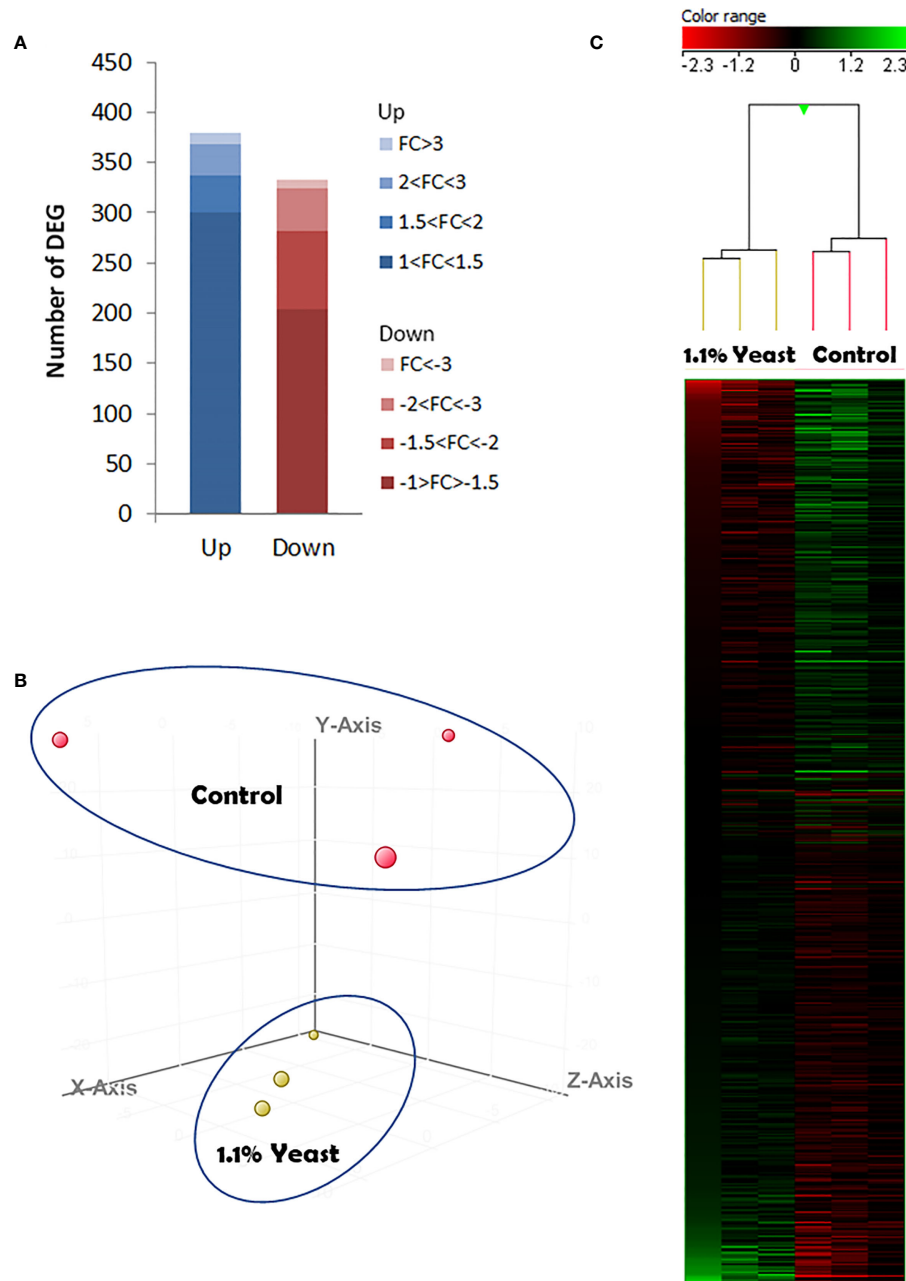 A
450
400
350
300
250
200
150
100
50
0
Number of DEG
Up
Down
Up
FC>3
2<FC<3
1.5<FC<2
1<FC<1.5
Down
FC<-3
-2<FC<-3
-1.5<FC<-2
-1>FC>-1.5
B
Y-Axis
Control
X-Axis
Z-Axis
1.1% Yeast
C
Color range
-2.3 -1.2 0 1.2 2.3
1.1% Yeast Control